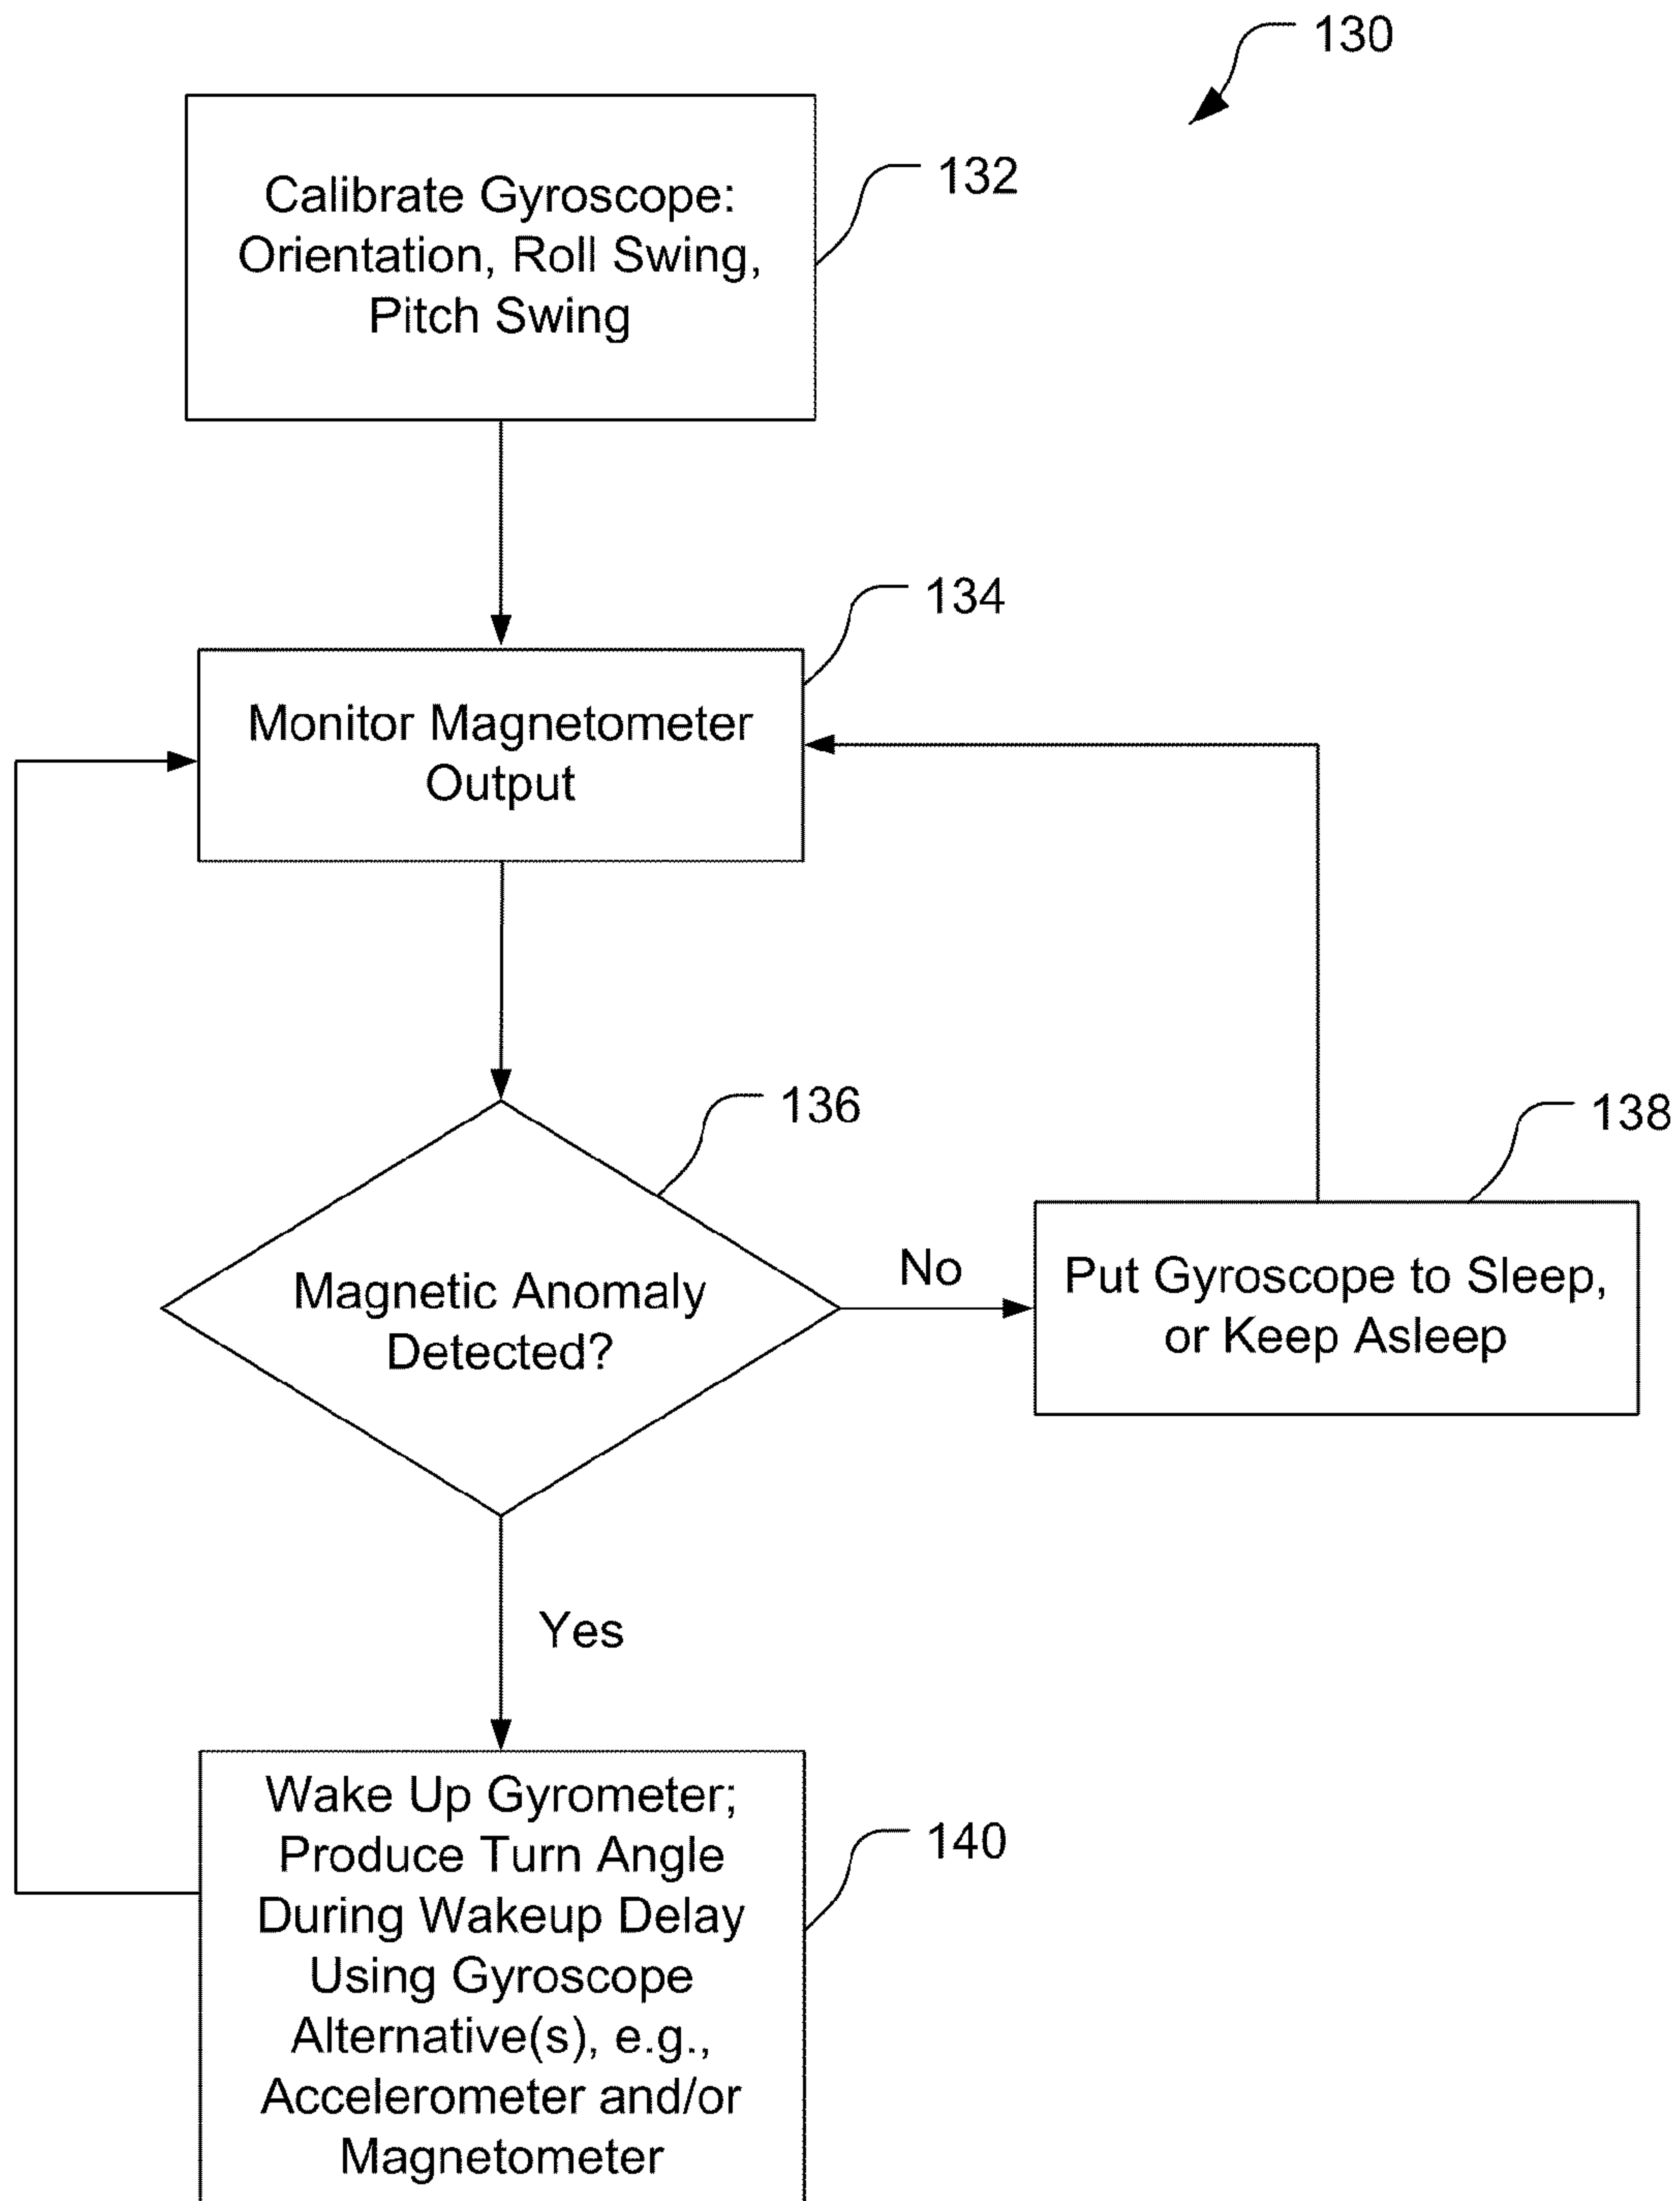 130
Calibrate Gyroscope:
Orientation, Roll Swing,
Pitch Swing
132
134
Monitor Magnetometer
Output
136
138
Magnetic Anomaly
Detected?
No
Put Gyroscope to Sleep,
or Keep Asleep
Yes
Wake Up Gyrometer;
Produce Turn Angle
During Wakeup Delay
Using Gyroscope
Alternative(s), e.g.,
Accelerometer and/or
Magnetometer
140